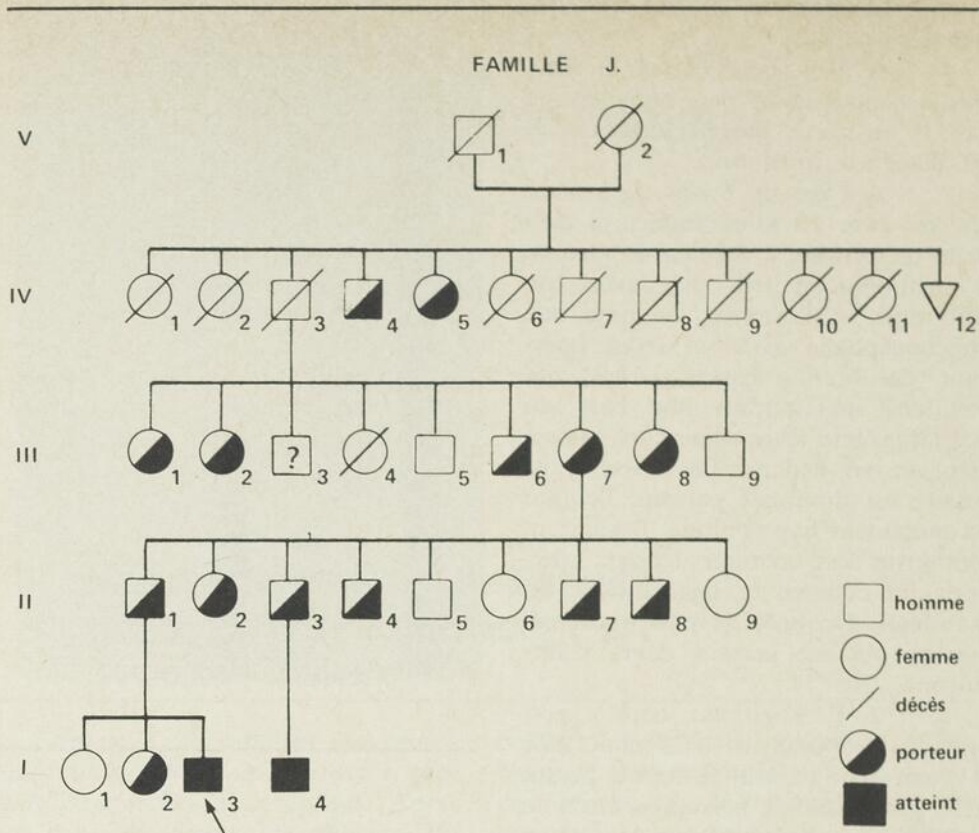 FAMILLE J.
V
1 2
IV
1 2 3 4 5 6 7 8 9 10 11 12
III
1 2 ? 3 4 5 6 7 8 9
II
1 2 3 4 5 6 7 8 9
homme
femme
décès
porteur
atteint
I
1 2 3 4